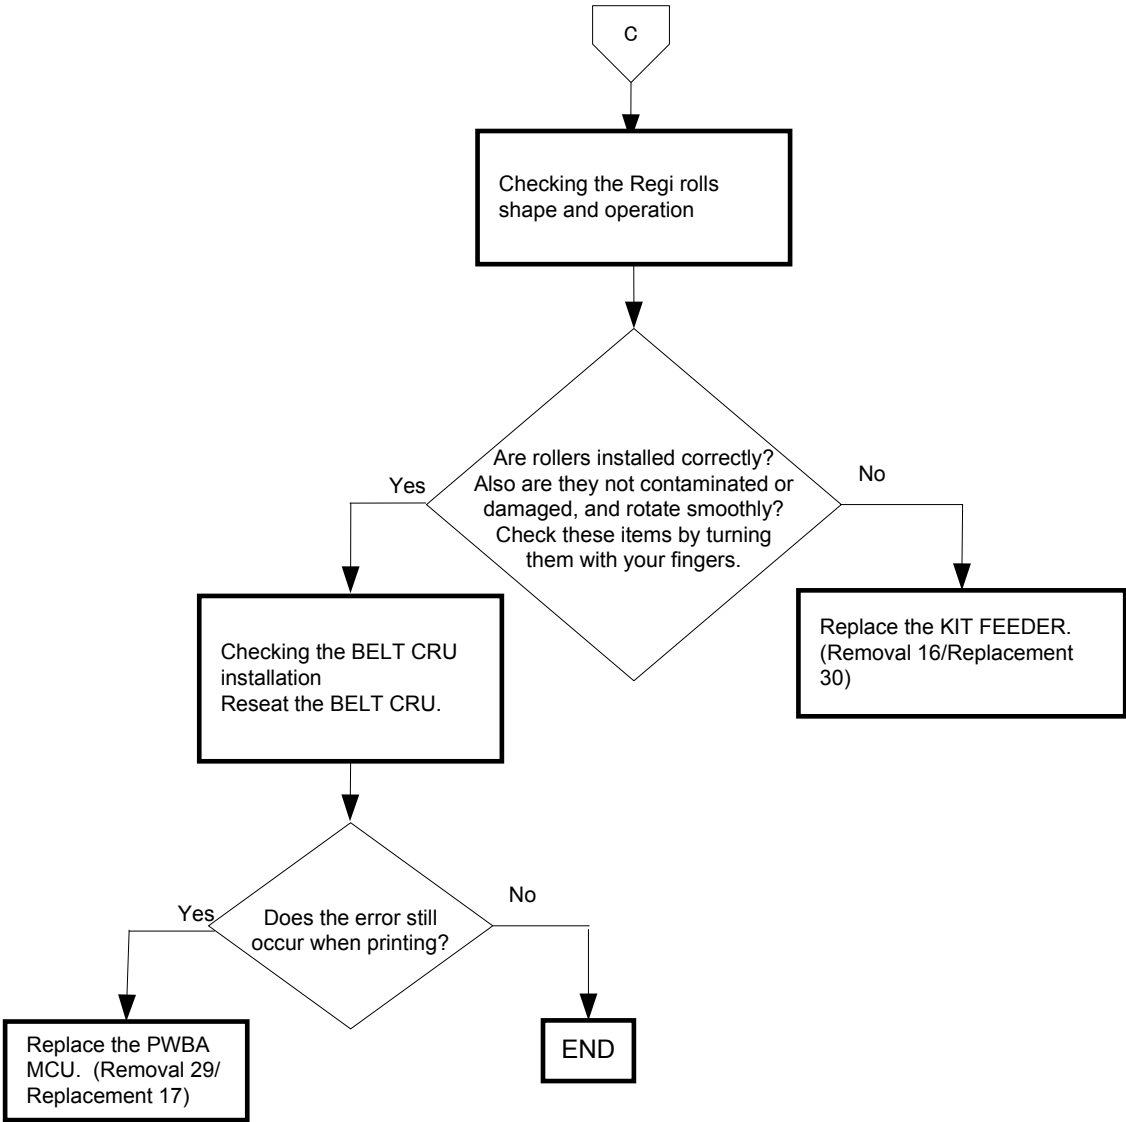 C
Checking the Regi rolls
shape and operation
Are rollers installed correctly?
Also are they not contaminated or
damaged, and rotate smoothly?
Check these items by turning
them with your fingers.
Yes
No
Checking the BELT CRU
installation
Reseat the BELT CRU.
Replace the KIT FEEDER.
(Removal 16/Replacement
30)
Does the error still
occur when printing?
Yes
No
Replace the PWBA
MCU.  (Removal 29/
Replacement 17)
END